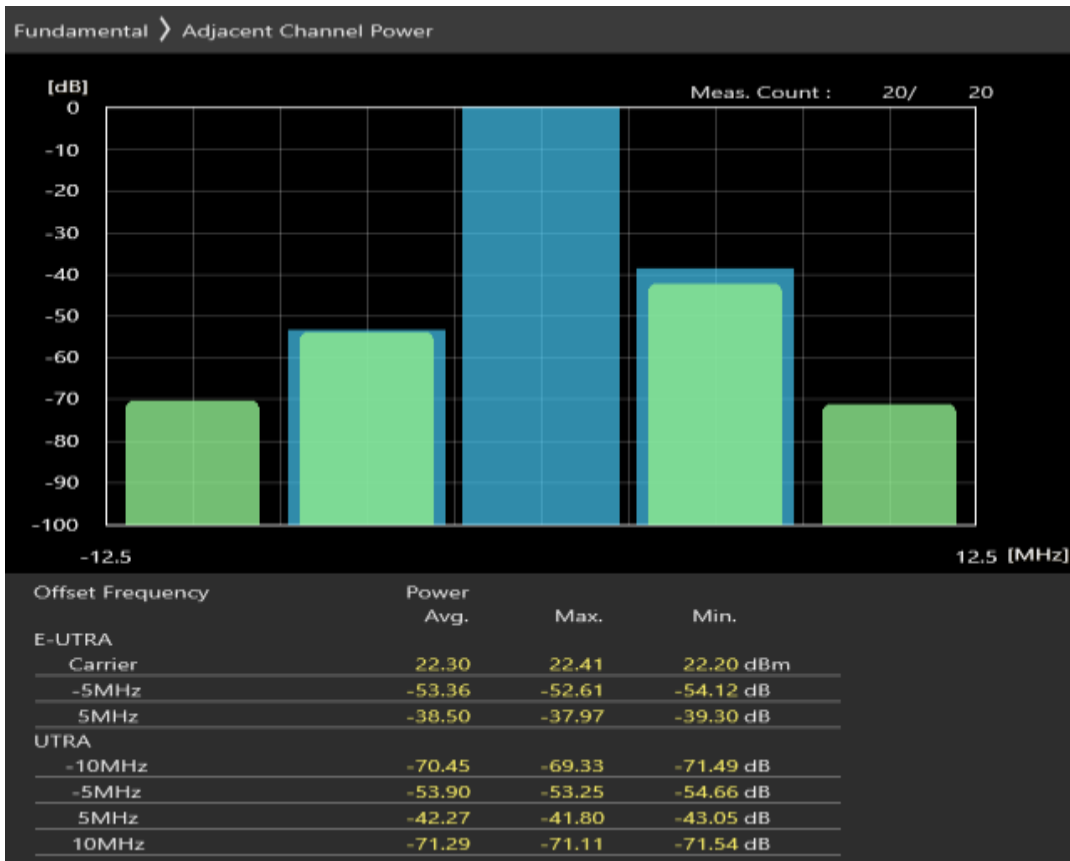 Fundamental ❯ Adjacent Channel Power
[dB]
Meas. Count : 20/ 20
0
-10
-20
-30
-40
-50
-60
-70
-80
-90
-100
-12.5 12.5 [MHz]
Offset Frequency Power
Avg. Max. Min.
E-UTRA
Carrier 22.30 22.41 22.20 dBm
-5MHz -53.36 -52.61 -54.12 dB
5MHz -38.50 -37.97 -39.30 dB
UTRA
-10MHz -70.45 -69.33 -71.49 dB
-5MHz -53.90 -53.25 -54.66 dB
5MHz -42.27 -41.80 -43.05 dB
10MHz -71.29 -71.11 -71.54 dB